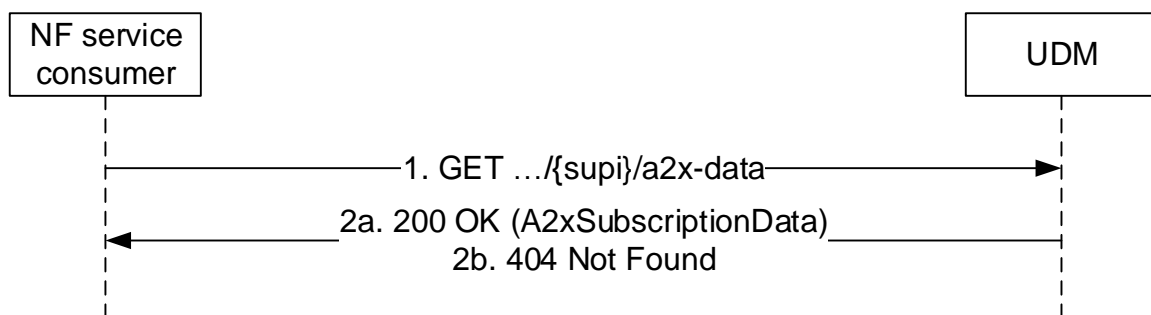 NF service
consumer
UDM
1. GET …/{supi}/a2x-data
2a. 200 OK (A2xSubscriptionData)
2b. 404 Not Found